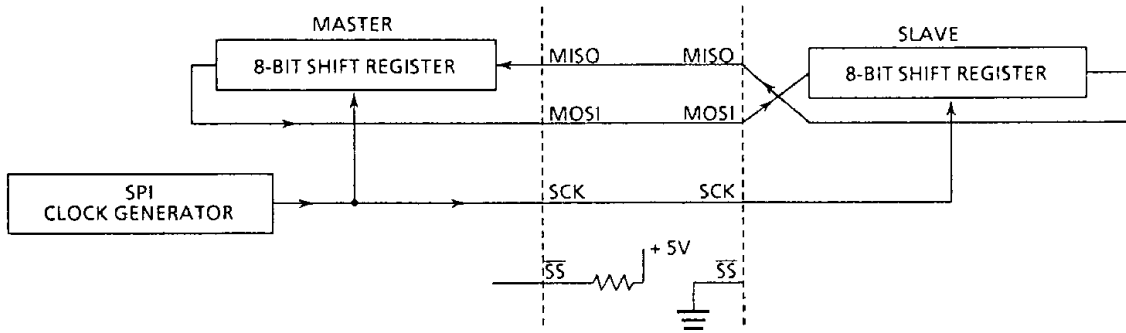 MASTER
8-BIT SHIFT REGISTER
SLAVE
8-BIT SHIFT REGISTER
MISO
MISO
MOSI
MOSI
SPI
CLOCK GENERATOR
SCK
SCK
SS
+ 5V
SS